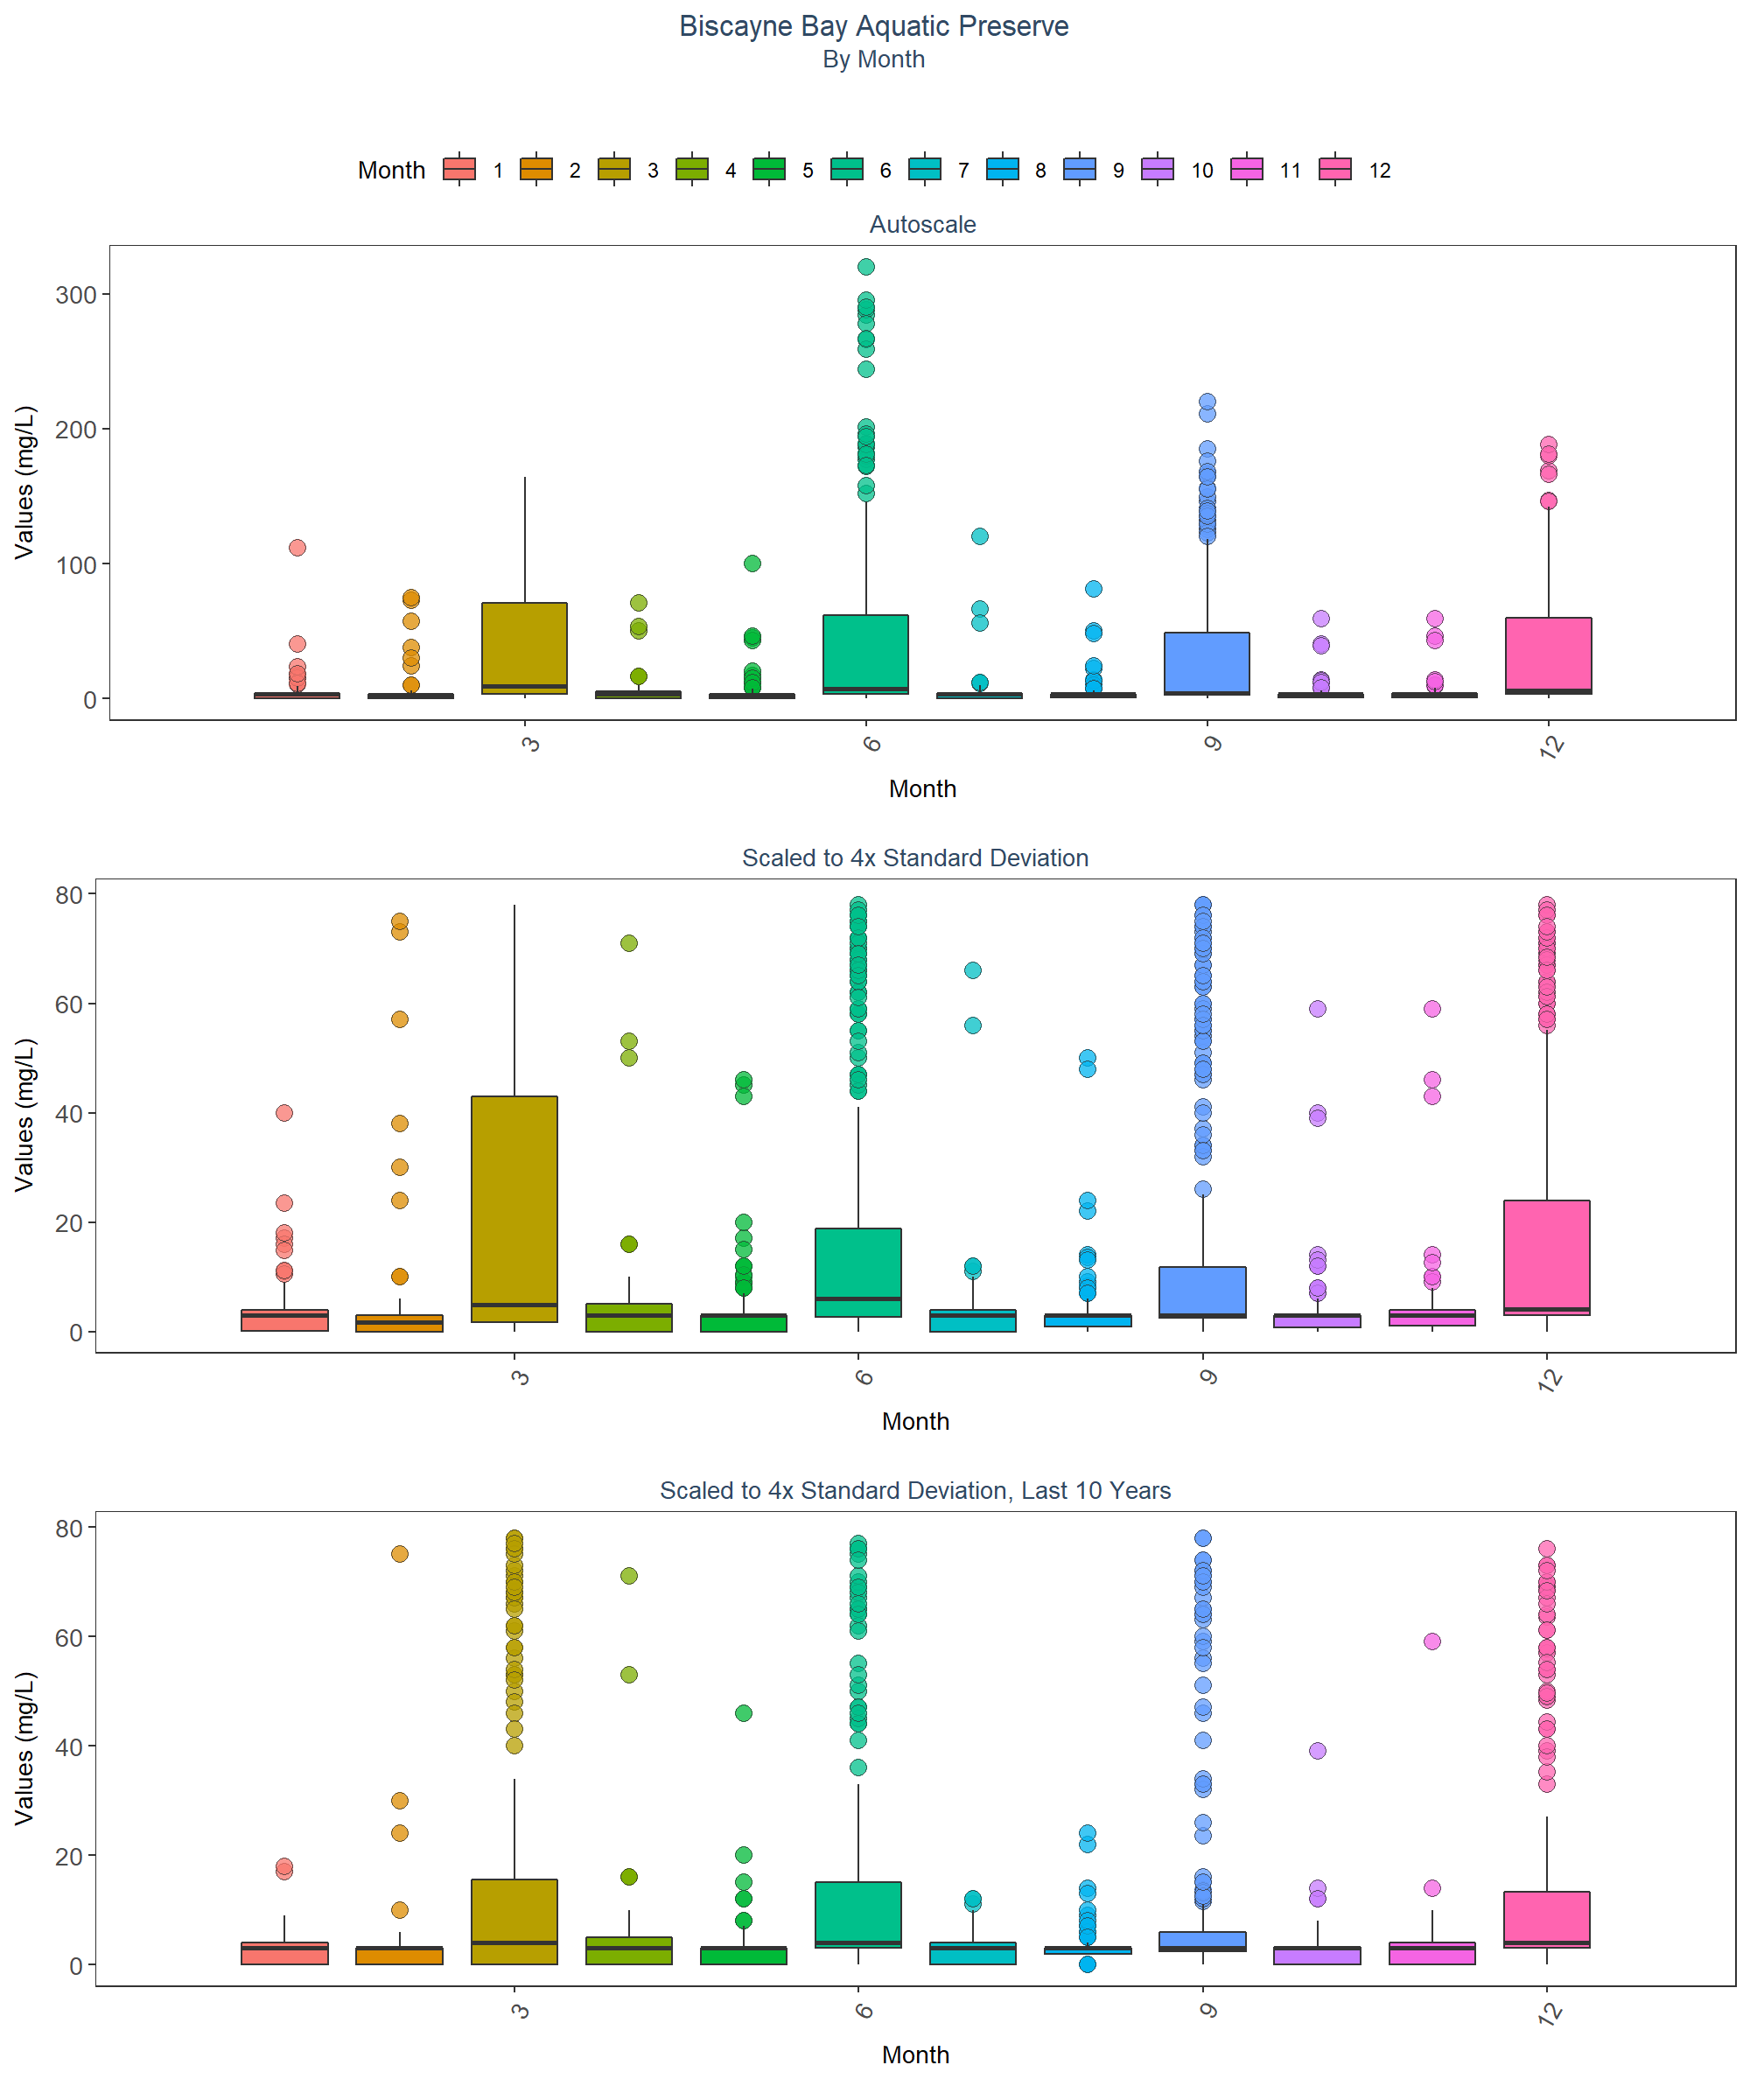 Biscayne Bay Aquatic Preserve
By Month
Month 1 2 3 4 5 6 7 8 9 10 11 12
Autoscale
Values (mg/L)
300
200
100
0
3 6 9 12
Month
Scaled to 4x Standard Deviation
Values (mg/L)
80
60
40
20
0
3 6 9 12
Month
Scaled to 4x Standard Deviation, Last 10 Years
Values (mg/L)
80
60
40
20
0
3 6 9 12
Month